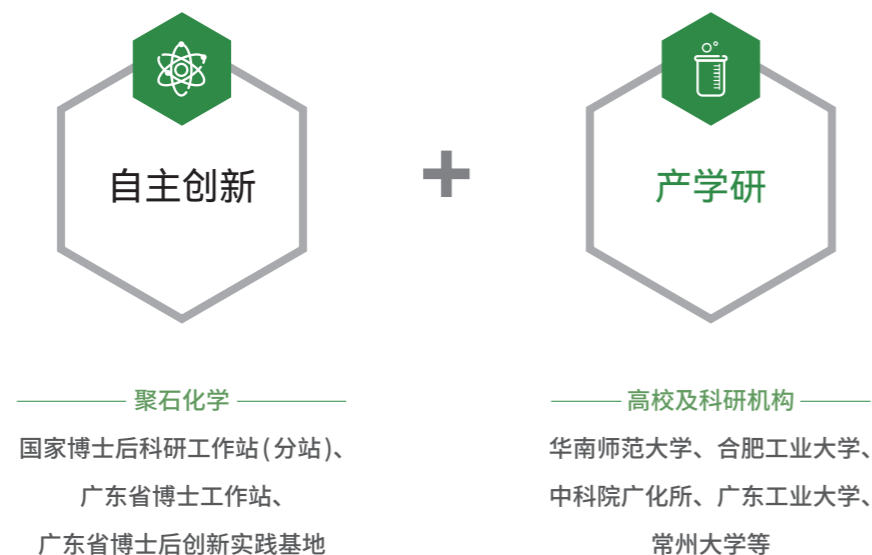 自主创新
+
产学研
聚石化学
国家博士后科研工作站(分站)、
广东省博士工作站、
广东省博士后创新实践基地
高校及科研机构
华南师范大学、合肥工业大学、
中科院广化所、广东工业大学、
常州大学等